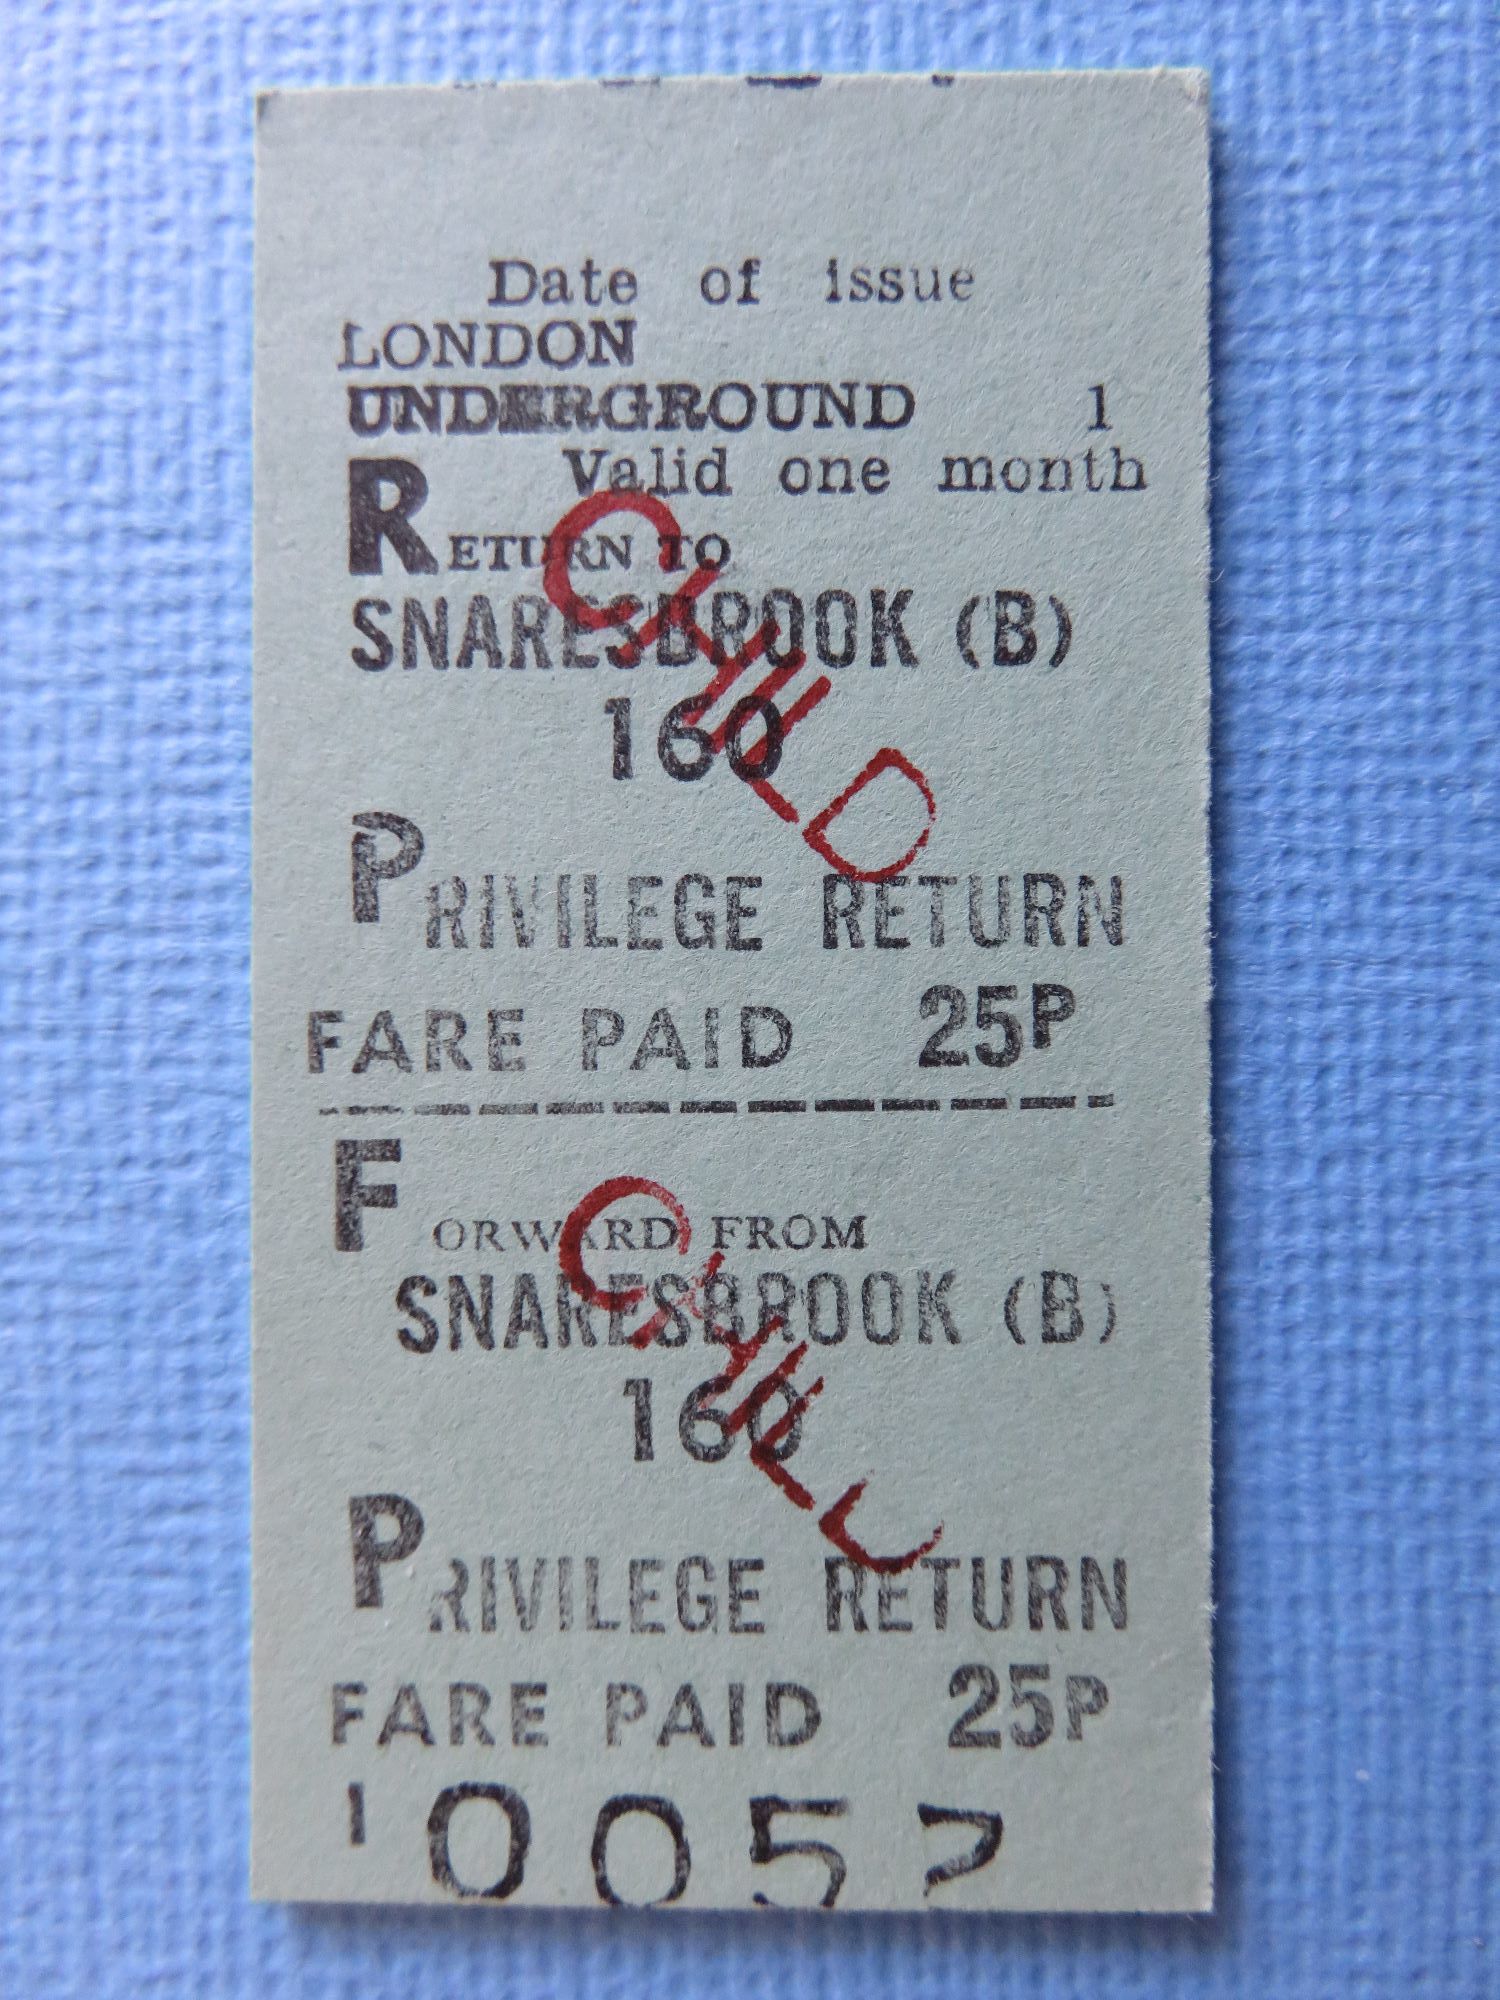 Date of issue
LONDON
UNDERGROUND 1
Valid one month
RETURN TO
SNARESBROOK (B)
160
CHILD
PRIVILEGE RETURN
FARE PAID 25P
FORWARD FROM
SNARESBROOK (B)
160
CHILD
PRIVILEGE RETURN
FARE PAID 25P